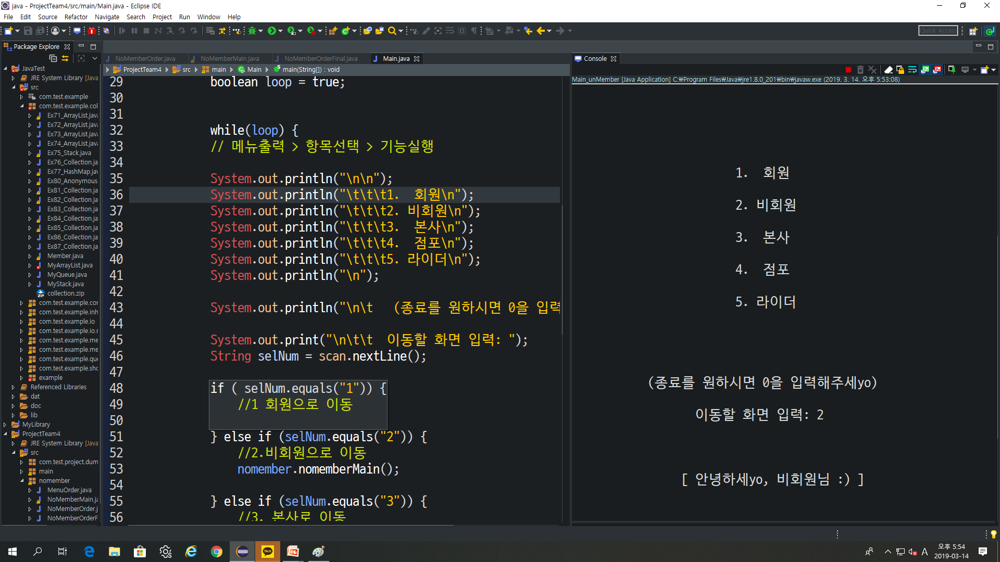 java - ProjectTeam4/src/main/Main.java - Eclipse IDE
File Edit Source Refactor Navigate Search Project Run Window Help
Quick Access
Package Explore
JavaTest
JRE System Library [Java
src
com.test.example
com.test.example.col
Ex71_ArrayList.java
Ex72_ArrayList.java
Ex73_ArrayList.java
Ex74_ArrayList.java
Ex75_Stack.java
Ex76_Collection.ja
Ex77_HashMap.jav
Ex80_Anonymous
Ex81_Collection.ja
Ex82_Collection.ja
Ex83_Collection.ja
Ex84_Collection.ja
Ex85_Collection.ja
Ex86_Collection.ja
Ex87_Collection.ja
Member.java
MyArrayList.java
MyQueue.java
MyStack.java
collection.zip
com.test.example.cor
com.test.example.inh
com.test.example.io
com.test.example.io.r
com.test.example.me
com.test.example.me
com.test.example.que
com.test.example.sho
example
Referenced Libraries
dat
doc
lib
MyLibrary
ProjectTeam4
JRE System Library [Java
src
com.test.project.dum
main
nomember
MenuOrder.java
NoMemberMain.ja
NoMemberOrder.j
NoMemberOrderF
NoMemberOrder.java NoMemberMain.java NoMemberOrderFinal.java Main.java
ProjectTeam4 src main Main main(String[]) : void
29 boolean loop = true;
30
31
32 while(loop) {
33 // 메뉴출력 > 항목선택 > 기능실행
34
35 System.out.println("\n\n");
36 System.out.println("\t\t\t1.  회원\n");
37 System.out.println("\t\t\t2. 비회원\n");
38 System.out.println("\t\t\t3.  본사\n");
39 System.out.println("\t\t\t4.  점포\n");
40 System.out.println("\t\t\t5. 라이더\n");
41 System.out.println("\n");
42
43 System.out.println("\n\t   (종료를 원하시면 0을 입력
44
45 System.out.print("\n\t\t  이동할 화면 입력: ");
46 String selNum = scan.nextLine();
47
48 if ( selNum.equals("1")) {
49 //1 회원으로 이동
50
51 } else if (selNum.equals("2")) {
52 //2.비회원으로 이동
53 nomember.nomemberMain();
54
55 } else if (selNum.equals("3")) {
56 //3. 본사로 이동
Console
Main_unMember [Java Application] C:₩Program Files₩Java₩jre1.8.0_201₩bin₩javaw.exe (2019. 3. 14. 오후 5:53:08)
1.  회원
2. 비회원
3.  본사
4.  점포
5. 라이더
(종료를 원하시면 0을 입력해주세yo)
이동할 화면 입력: 2
[ 안녕하세yo, 비회원님 :) ]
TALK
A
오후 5:54
2019-03-14